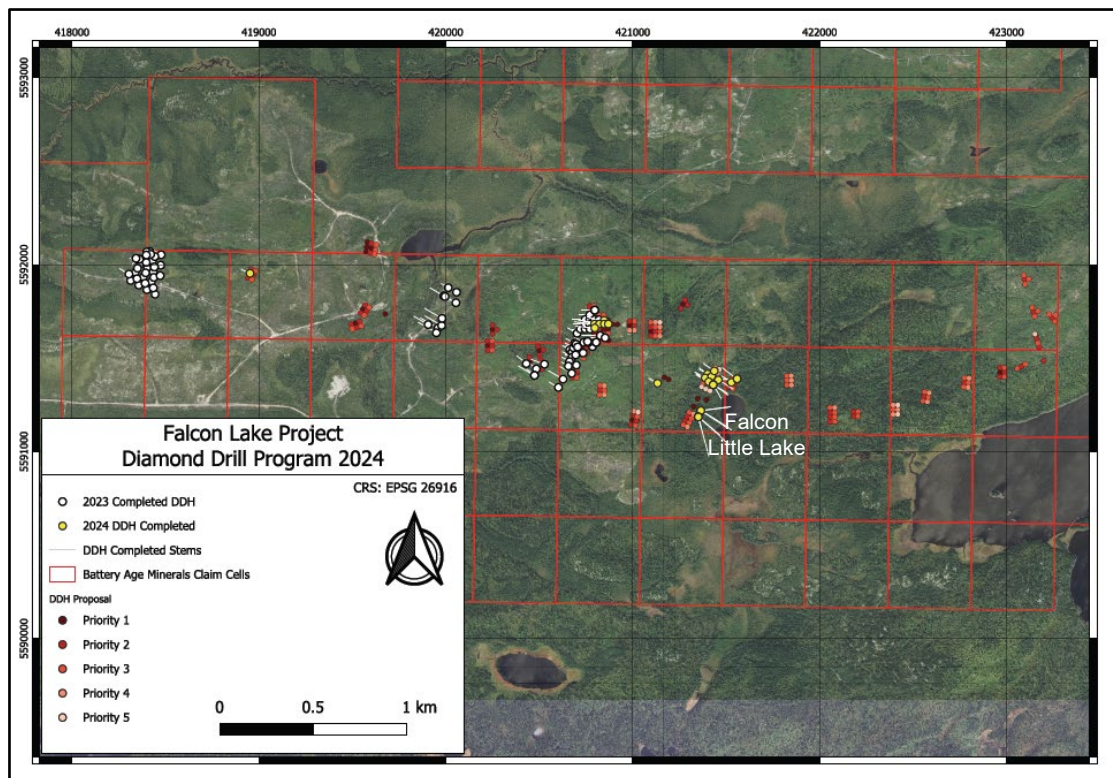 418000 419000 420000 421000 422000 423000
5593000
5592000
5591000
5590000
Falcon
Little Lake
Falcon Lake Project
Diamond Drill Program 2024
CRS: EPSG 26916
2023 Completed DDH
2024 DDH Completed
DDH Completed Stems
Battery Age Minerals Claim Cells
DDH Proposal
Priority 1
Priority 2
Priority 3
Priority 4
Priority 5
0 0.5 1 km